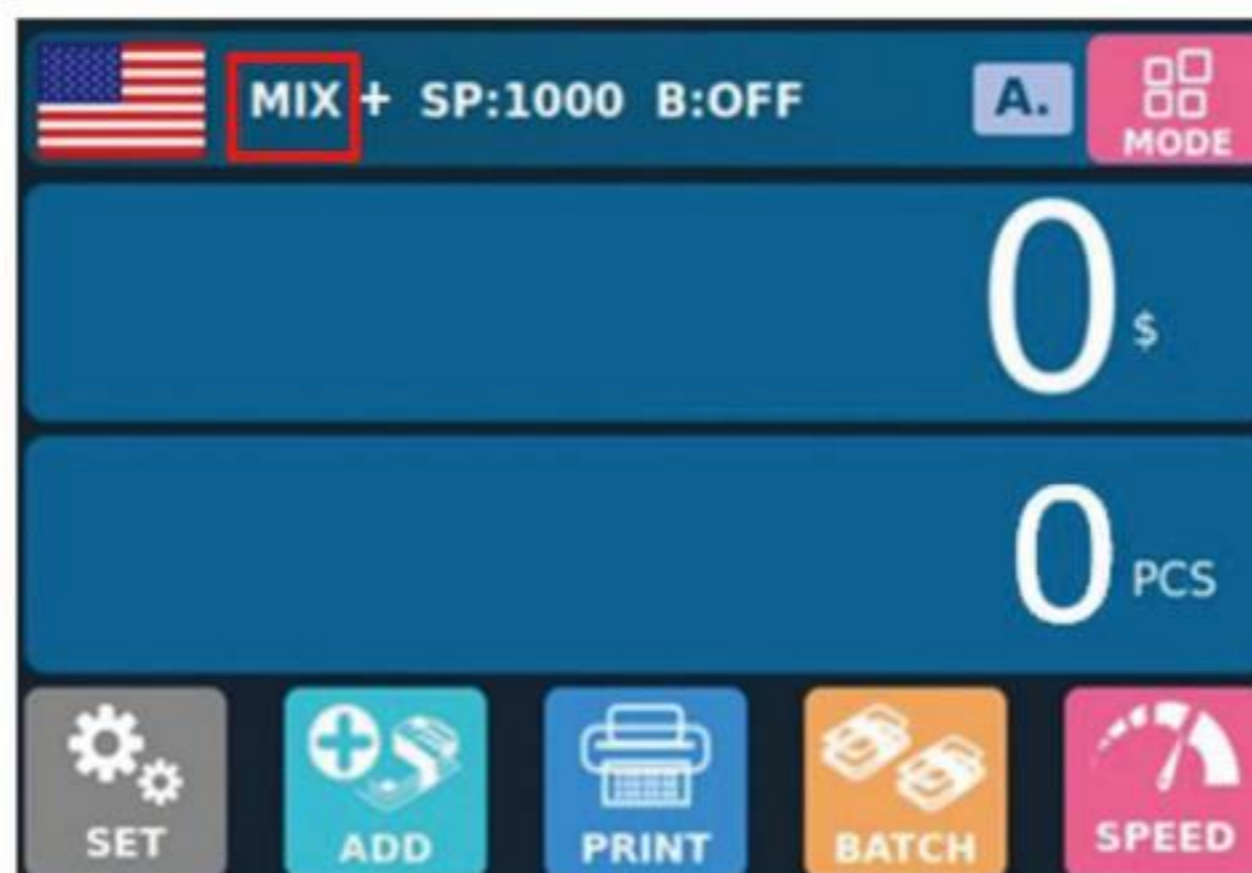 MIX + SP:1000 B:OFF A. MODE
0 $
0 PCS
SET ADD PRINT BATCH SPEED